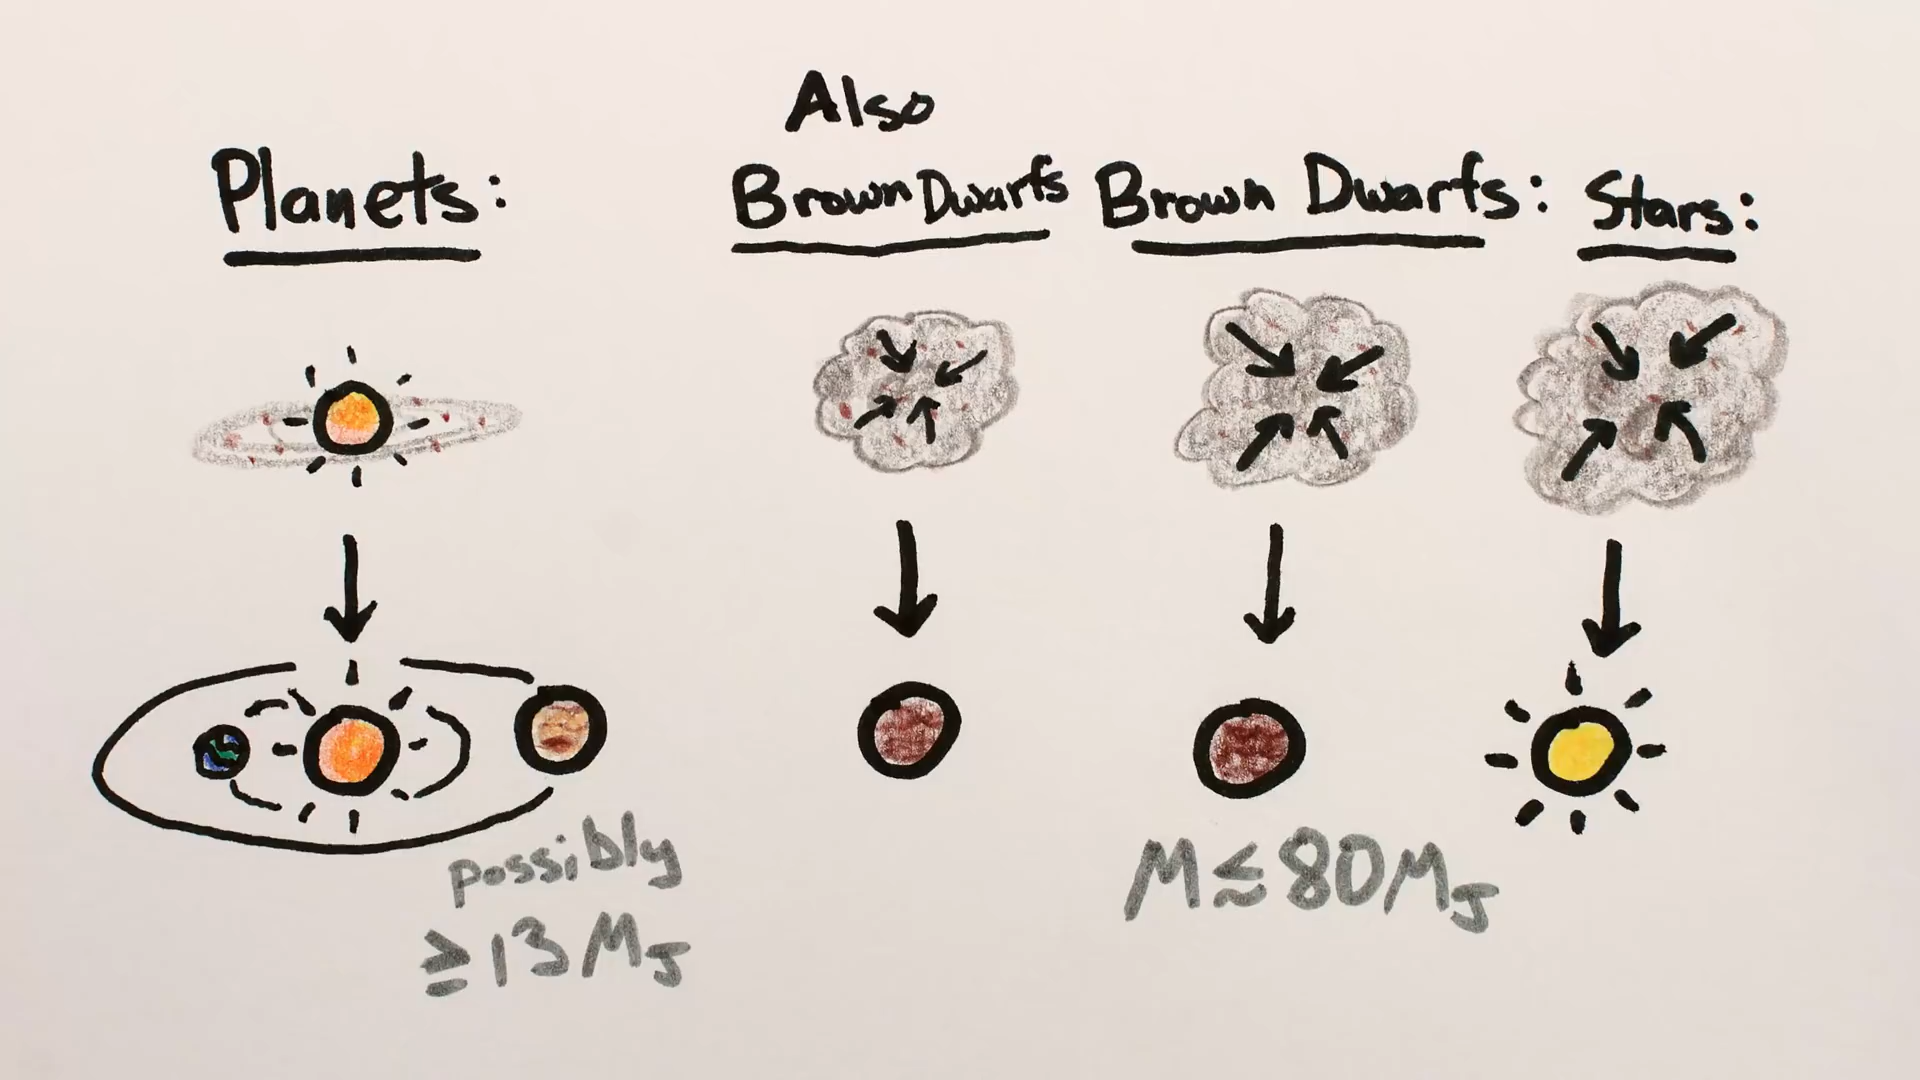 Also
Planets:
Brown Dwarfs
Brown Dwarfs:
Stars:
possibly
≥13MJ
M≲80MJ